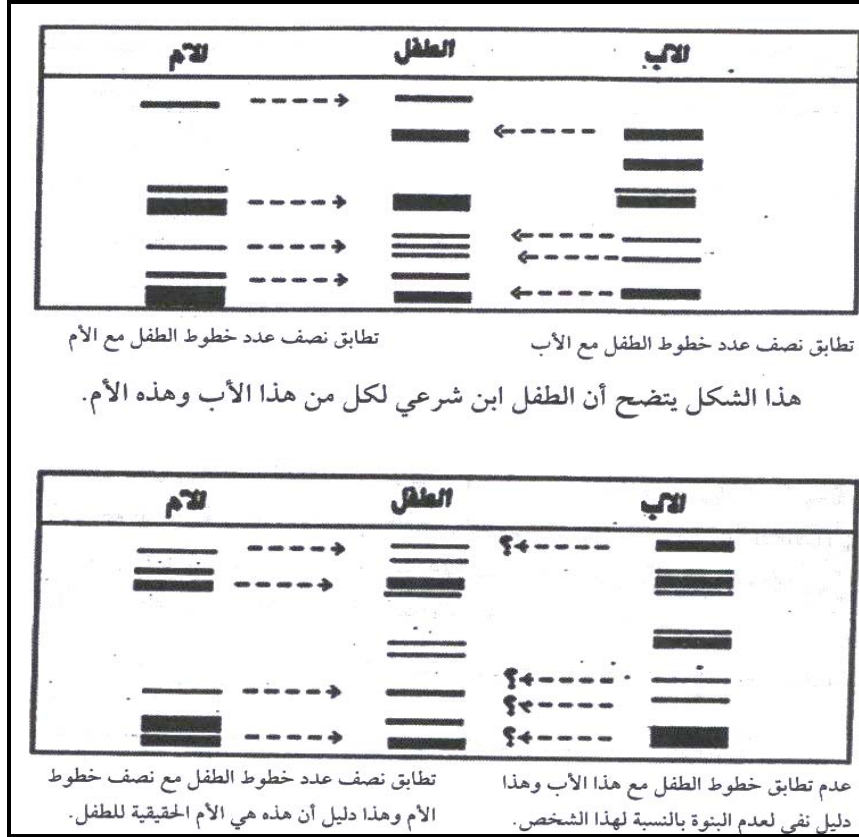 الأب الطفل الأم
تطابق نصف عدد خطوط الطفل مع الأب
تطابق نصف عدد خطوط الطفل مع الأم
هذا الشكل يتضح أن الطفل ابن شرعي لكل من هذا الأب وهذه الأم.
الأب الطفل الأم
؟
؟
؟
؟
عدم تطابق خطوط الطفل مع هذا الأب وهذا
دليل نفي لعدم البنوة بالنسبة لهذا الشخص.
تطابق نصف عدد خطوط الطفل مع نصف خطوط
الأم وهذا دليل أن هذه هي الأم الحقيقية للطفل.